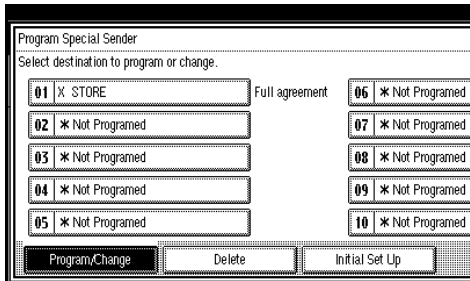 Program Special Sender
Select destination to program or change.
01 X STORE Full agreement 06 * Not Programed
02 * Not Programed 07 * Not Programed
03 * Not Programed 08 * Not Programed
04 * Not Programed 09 * Not Programed
05 * Not Programed 10 * Not Programed
Program/Change Delete Initial Set Up